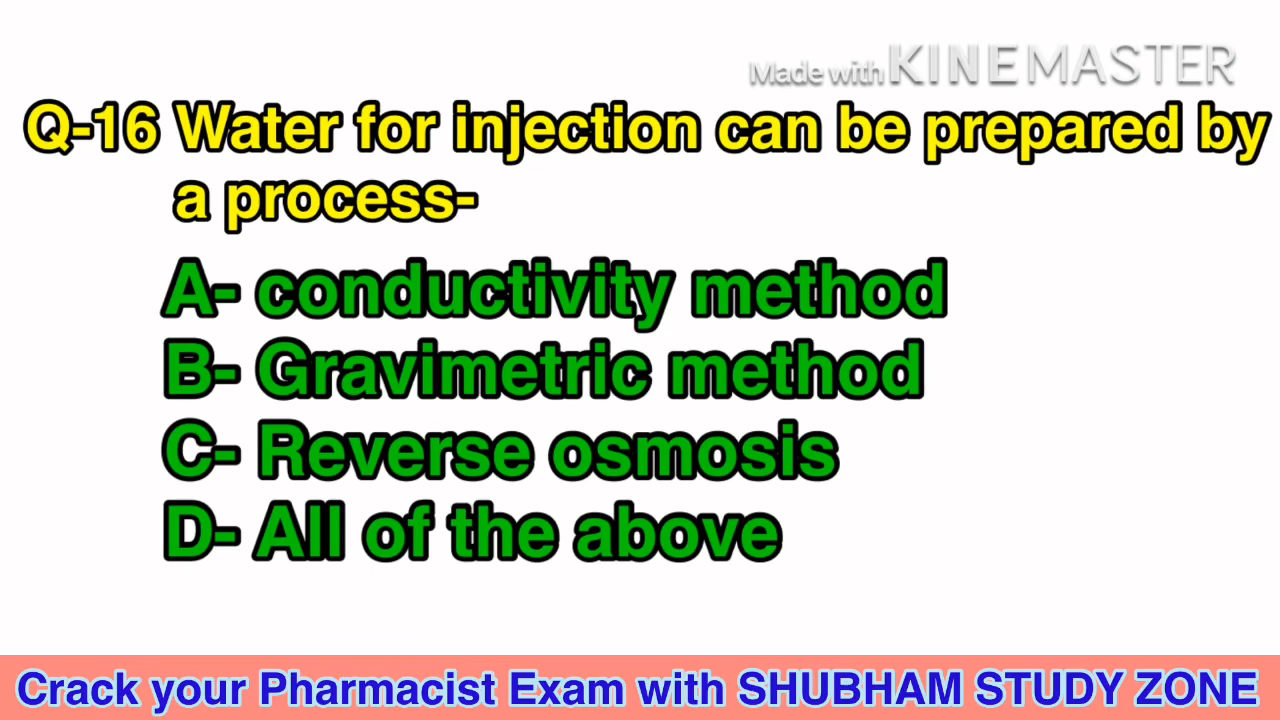 Made with KINEMASTER
Q-16 Water for injection can be prepared by
a process-
A- conductivity method
B- Gravimetric method
C- Reverse osmosis
D- All of the above
Crack your Pharmacist Exam with SHUBHAM STUDY ZONE